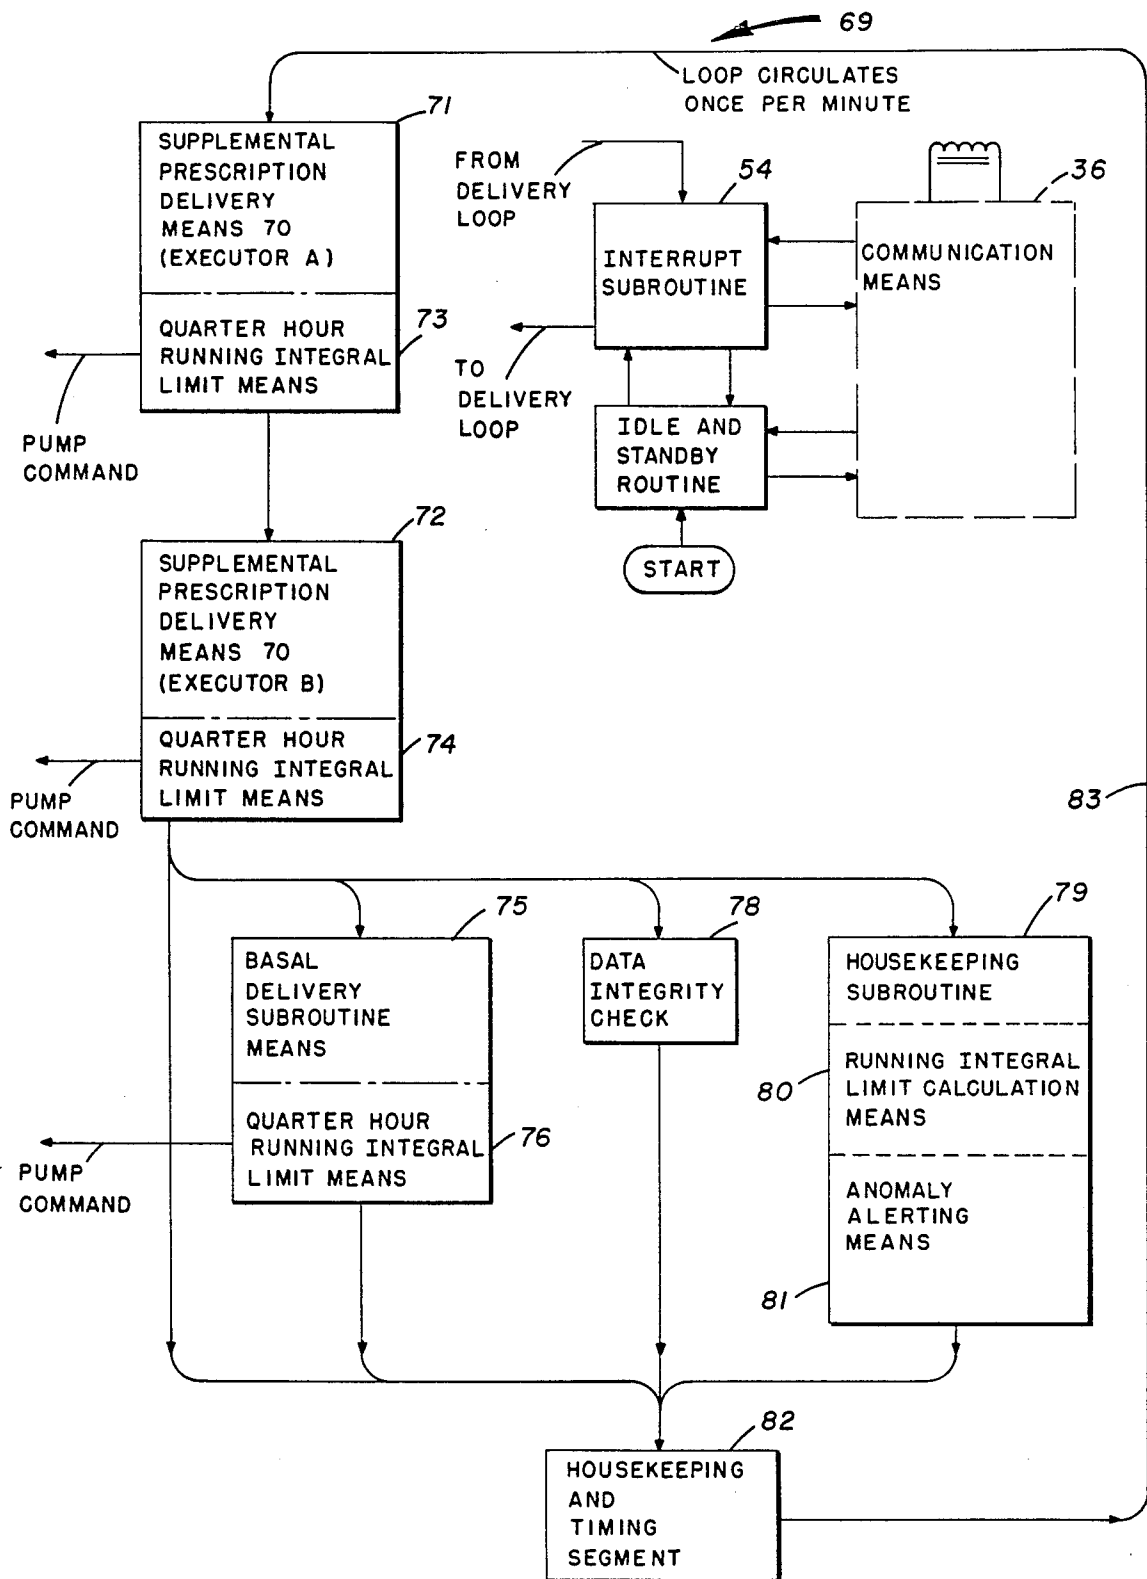 69
LOOP CIRCULATES
ONCE PER MINUTE
71
SUPPLEMENTAL
PRESCRIPTION
DELIVERY
MEANS 70
(EXECUTOR A)
QUARTER HOUR
RUNNING INTEGRAL
LIMIT MEANS
73
PUMP
COMMAND
FROM
DELIVERY
LOOP
54
INTERRUPT
SUBROUTINE
36
COMMUNICATION
MEANS
TO
DELIVERY
LOOP
IDLE AND
STANDBY
ROUTINE
START
72
SUPPLEMENTAL
PRESCRIPTION
DELIVERY
MEANS 70
(EXECUTOR B)
QUARTER HOUR
RUNNING INTEGRAL
LIMIT MEANS
74
PUMP
COMMAND
83
75
BASAL
DELIVERY
SUBROUTINE
MEANS
QUARTER HOUR
RUNNING INTEGRAL
LIMIT MEANS
76
PUMP
COMMAND
78
DATA
INTEGRITY
CHECK
79
HOUSEKEEPING
SUBROUTINE
80
RUNNING INTEGRAL
LIMIT CALCULATION
MEANS
ANOMALY
ALERTING
MEANS
81
82
HOUSEKEEPING
AND
TIMING
SEGMENT